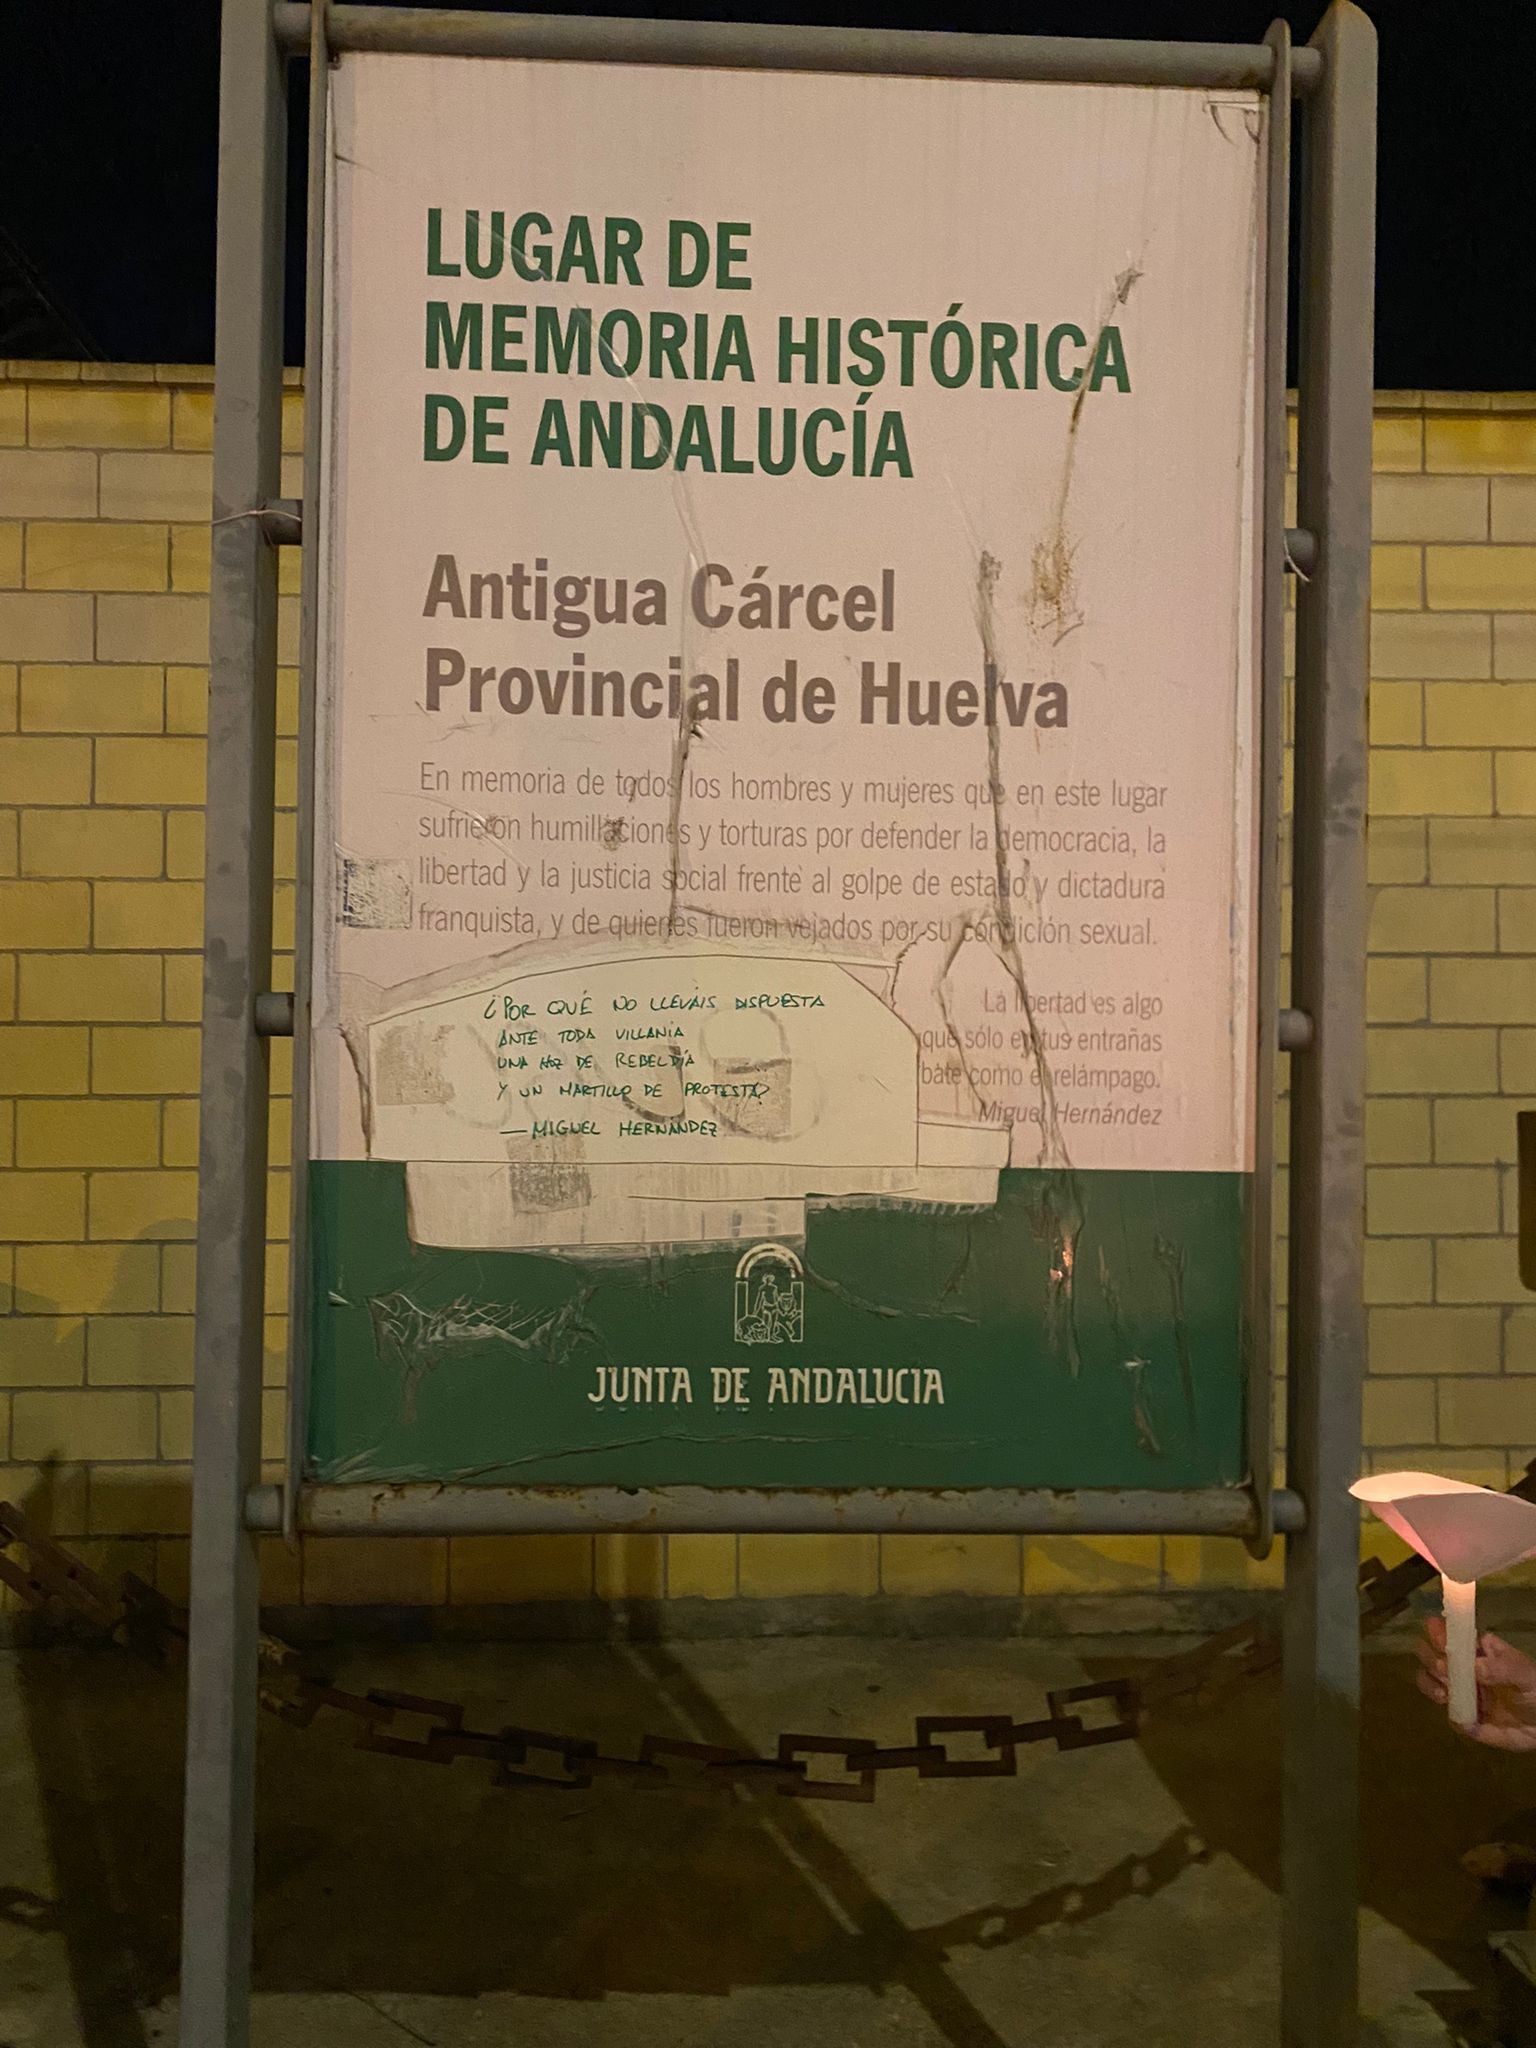 LUGAR DE
MEMORIA HISTÓRICA
DE ANDALUCÍA
Antigua Cárcel
Provincial de Huelva
En memoria de todos los hombres y mujeres que en este lugar
sufrieron humillaciones y torturas por defender la democracia, la
libertad y la justicia social frente al golpe de estado y dictadura
franquista, y de quienes fueron vejados por su condición sexual.
La libertad es algo
que sólo en tus entrañas
bate como el relámpago.
Miguel Hernández
¿POR QUÉ NO LLEVÁIS DISPUESTA
ANTE TODA VILLANÍA
UNA HOZ DE REBELDÍA
Y UN MARTILLO DE PROTESTA?
— MIGUEL HERNÁNDEZ
JUNTA DE ANDALUCIA